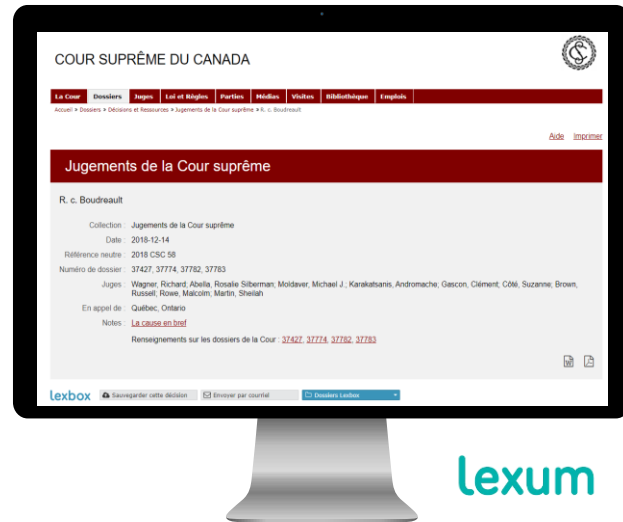 COUR SUPRÊME DU CANADA
La Cour Dossiers Juges Loi et Règles Parties Médias Visites Bibliothèque Emplois
Accueil » Dossiers » Décisions et Ressources » Jugements de la Cour suprême » R. c. Boudreault
Aide Imprimer
Jugements de la Cour suprême
R. c. Boudreault
Collection : Jugements de la Cour suprême
Date : 2018-12-14
Référence neutre : 2018 CSC 58
Numéro de dossier : 37427, 37774, 37782, 37783
Juges : Wagner, Richard; Abella, Rosalie Silberman; Moldaver, Michael J.; Karakatsanis, Andromache; Gascon, Clément; Côté, Suzanne; Brown,
Russell; Rowe, Malcolm; Martin, Sheilah
En appel de : Québec, Ontario
Notes : La cause en bref
Renseignements sur les dossiers de la Cour : 37427, 37774, 37782, 37783
lexbox Sauvegarder cette décision Envoyer par courriel Dossiers Lexbox
lexum